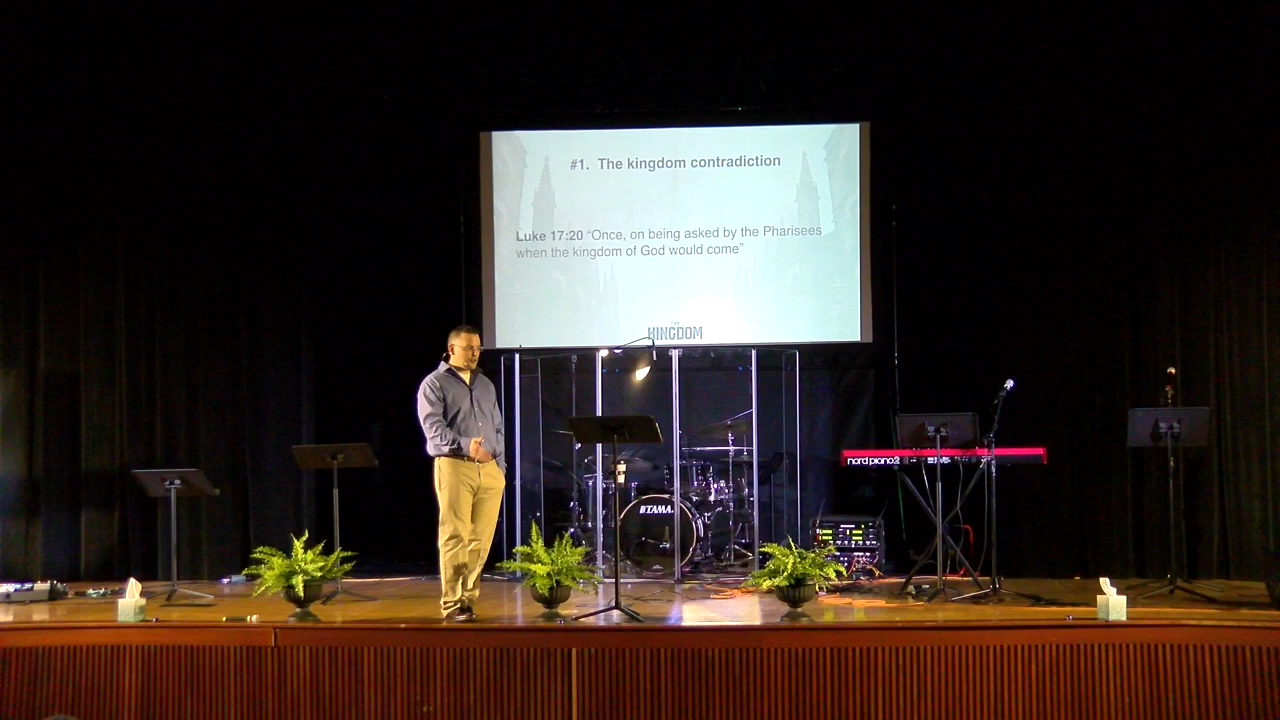 #1. The kingdom contradiction
Luke 17:20 “Once, on being asked by the Pharisees
when the kingdom of God would come”
THE
KINGDOM
TAMA
nord piano2